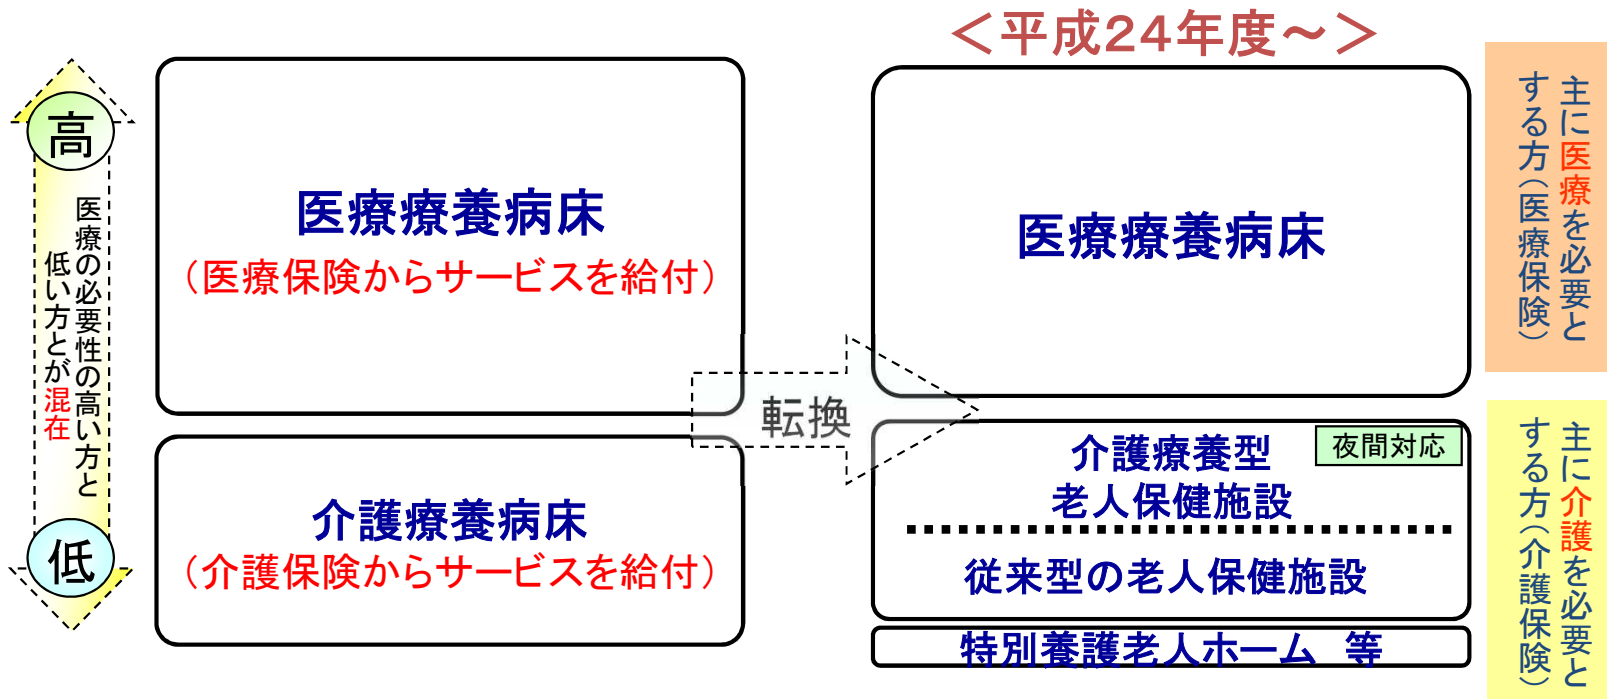 ＜平成24年度～＞
高
医療の必要性の高い方と
低い方とが混在
低
医療療養病床
（医療保険からサービスを給付）
介護療養病床
（介護保険からサービスを給付）
転換
医療療養病床
介護療養型
老人保健施設
夜間対応
従来型の老人保健施設
特別養護老人ホーム　等
主に医療を必要と
する方（医療保険）
主に介護を必要と
する方（介護保険）